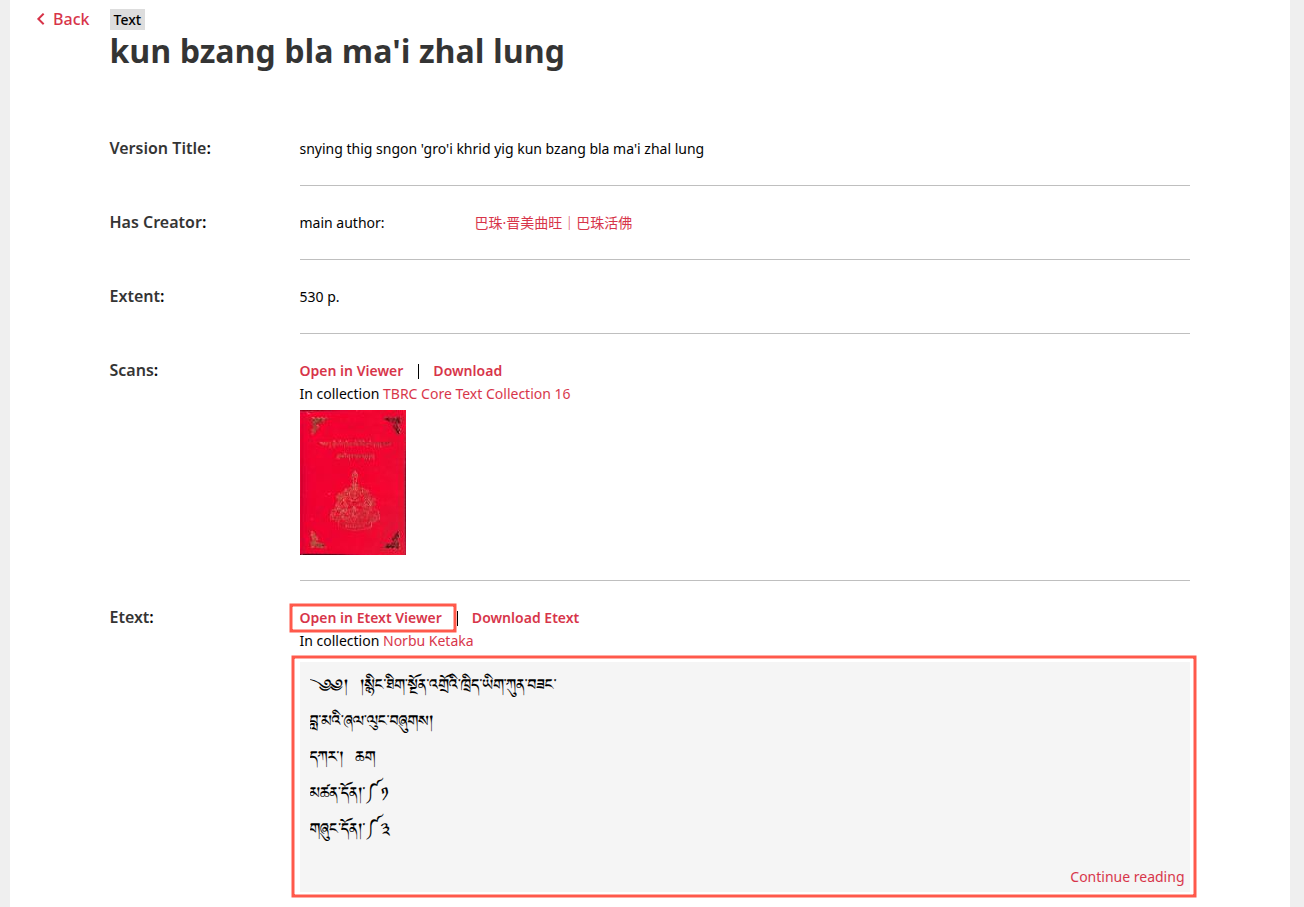 Back Text
kun bzang bla ma'i zhal lung
Version Title: snying thig sngon 'gro'i khrid yig kun bzang bla ma'i zhal lung
Has Creator: main author: 巴珠·晋美曲旺 | 巴珠活佛
Extent: 530 p.
Scans: Open in Viewer | Download
In collection TBRC Core Text Collection 16
Etext: Open in Etext Viewer | Download Etext
In collection Norbu Ketaka
༄༅། །སྙིང་ཐིག་སྔོན་འགྲོའི་ཁྲིད་ཡིག་ཀུན་བཟང་
བླ་མའི་ཞལ་ལུང་བཞུགས།
དཀར། ཆག
མཚན་དོན།་༼༡
གཞུང་དོན།་༼༣
Continue reading